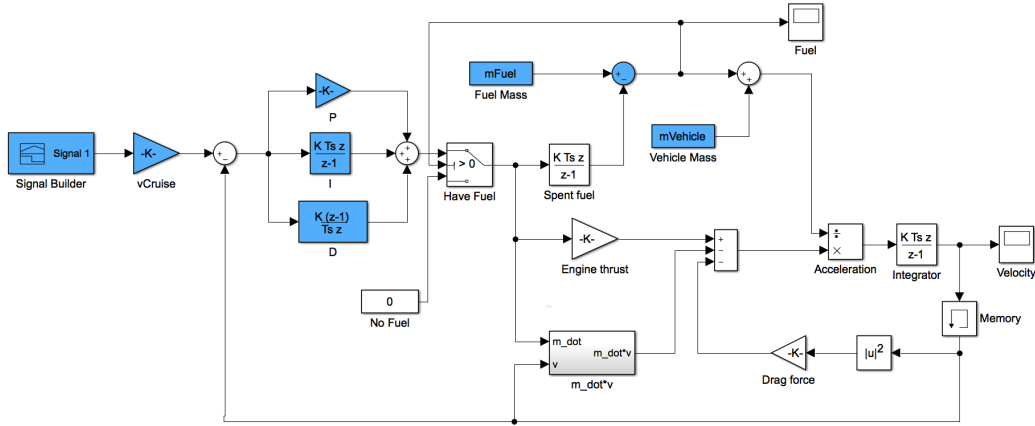 Fuel
mFuel
+
−
Fuel Mass
+
+
-K-
P
mVehicle
Vehicle Mass
Signal 1
Signal Builder
-K-
vCruise
+
−
K Ts z
z-1
I
+
+
+
> 0
Have Fuel
K Ts z
z-1
Spent fuel
K (z-1)
Ts z
D
-K-
Engine thrust
+
−
−
÷
×
Acceleration
K Ts z
z-1
Integrator
Velocity
0
No Fuel
Memory
m_dot
v
m_dot*v
m_dot*v
-K-
Drag force
|u|²